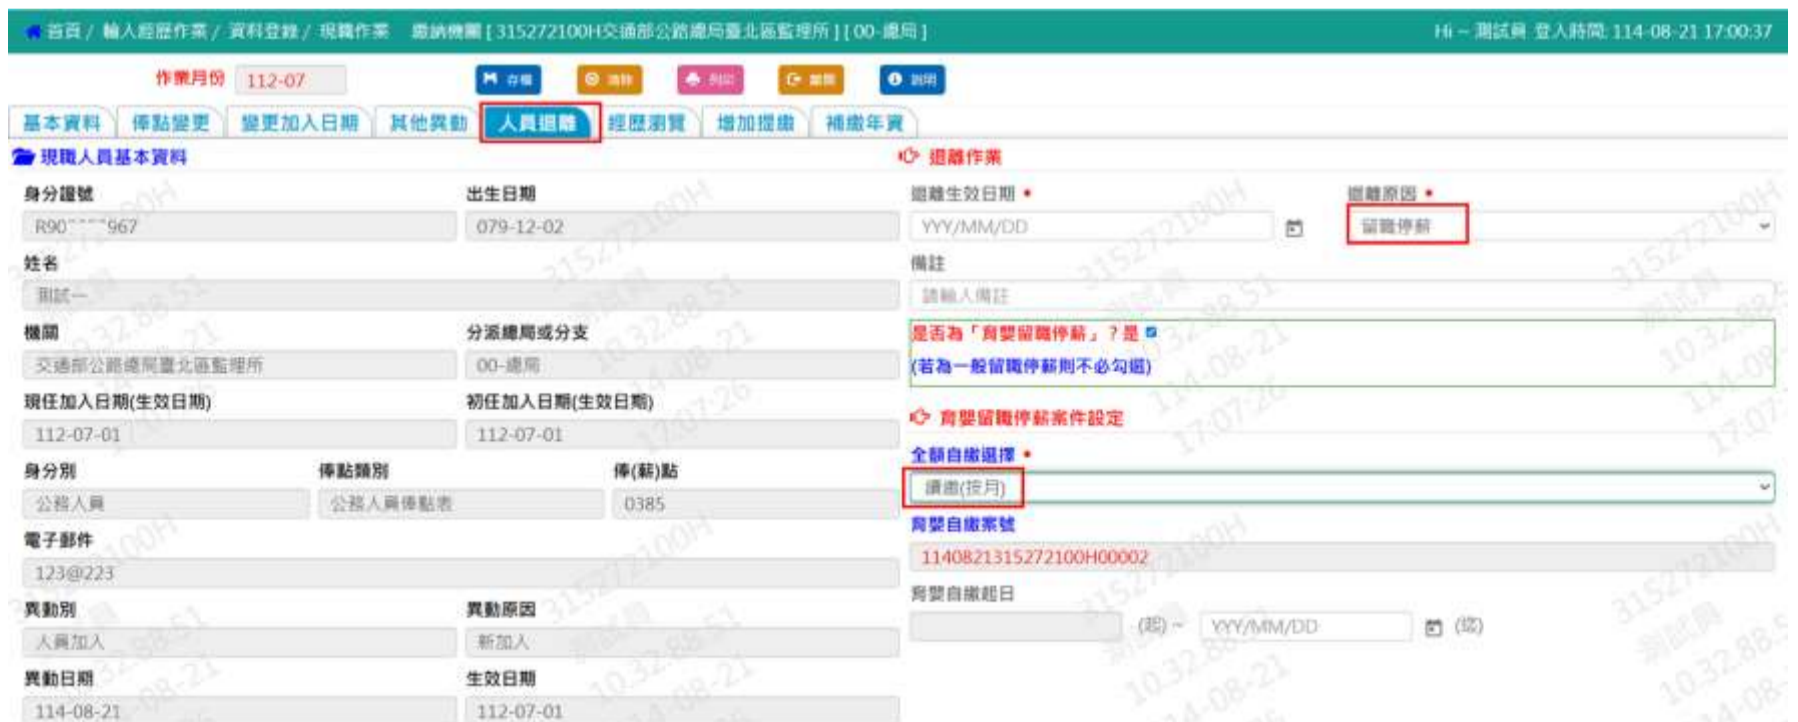 首頁 / 輸入經歷作業 / 資料登錄 / 現職作業 繳納機關 [ 315272100H交通部公路總局臺北區監理所 ] [ 00-總局 ] Hi ~ 測試員 登入時間: 114-08-21 17:00:37
作業月份 112-07 存檔 清除 列印 離開 說明
基本資料 俸點變更 變更加入日期 其他異動 人員退離 經歷瀏覽 增加提繳 補繳年資
現職人員基本資料
身分證號 出生日期
R90 967 079-12-02
姓名
測試一
機關 分派總局或分支
交通部公路總局臺北區監理所 00-總局
現任加入日期(生效日期) 初任加入日期(生效日期)
112-07-01 112-07-01
身分別 俸點類別 俸(薪)點
公務人員 公務人員俸點表 0385
電子郵件
123@223
異動別 異動原因
人員加入 新加入
異動日期 生效日期
114-08-21 112-07-01
退離作業
退離生效日期 • 退離原因 •
YYY/MM/DD 留職停薪
備註
請輸入備註
是否為「育嬰留職停薪」？是
(若為一般留職停薪則不必勾選)
育嬰留職停薪案件設定
全額自繳選擇 •
續繳(按月)
育嬰自繳案號
1140821315272100H00002
育嬰自繳起日
(起) ~ YYY/MM/DD (迄)
315272100H
測試員
10.32.88.51
114-08-21
17:07:26